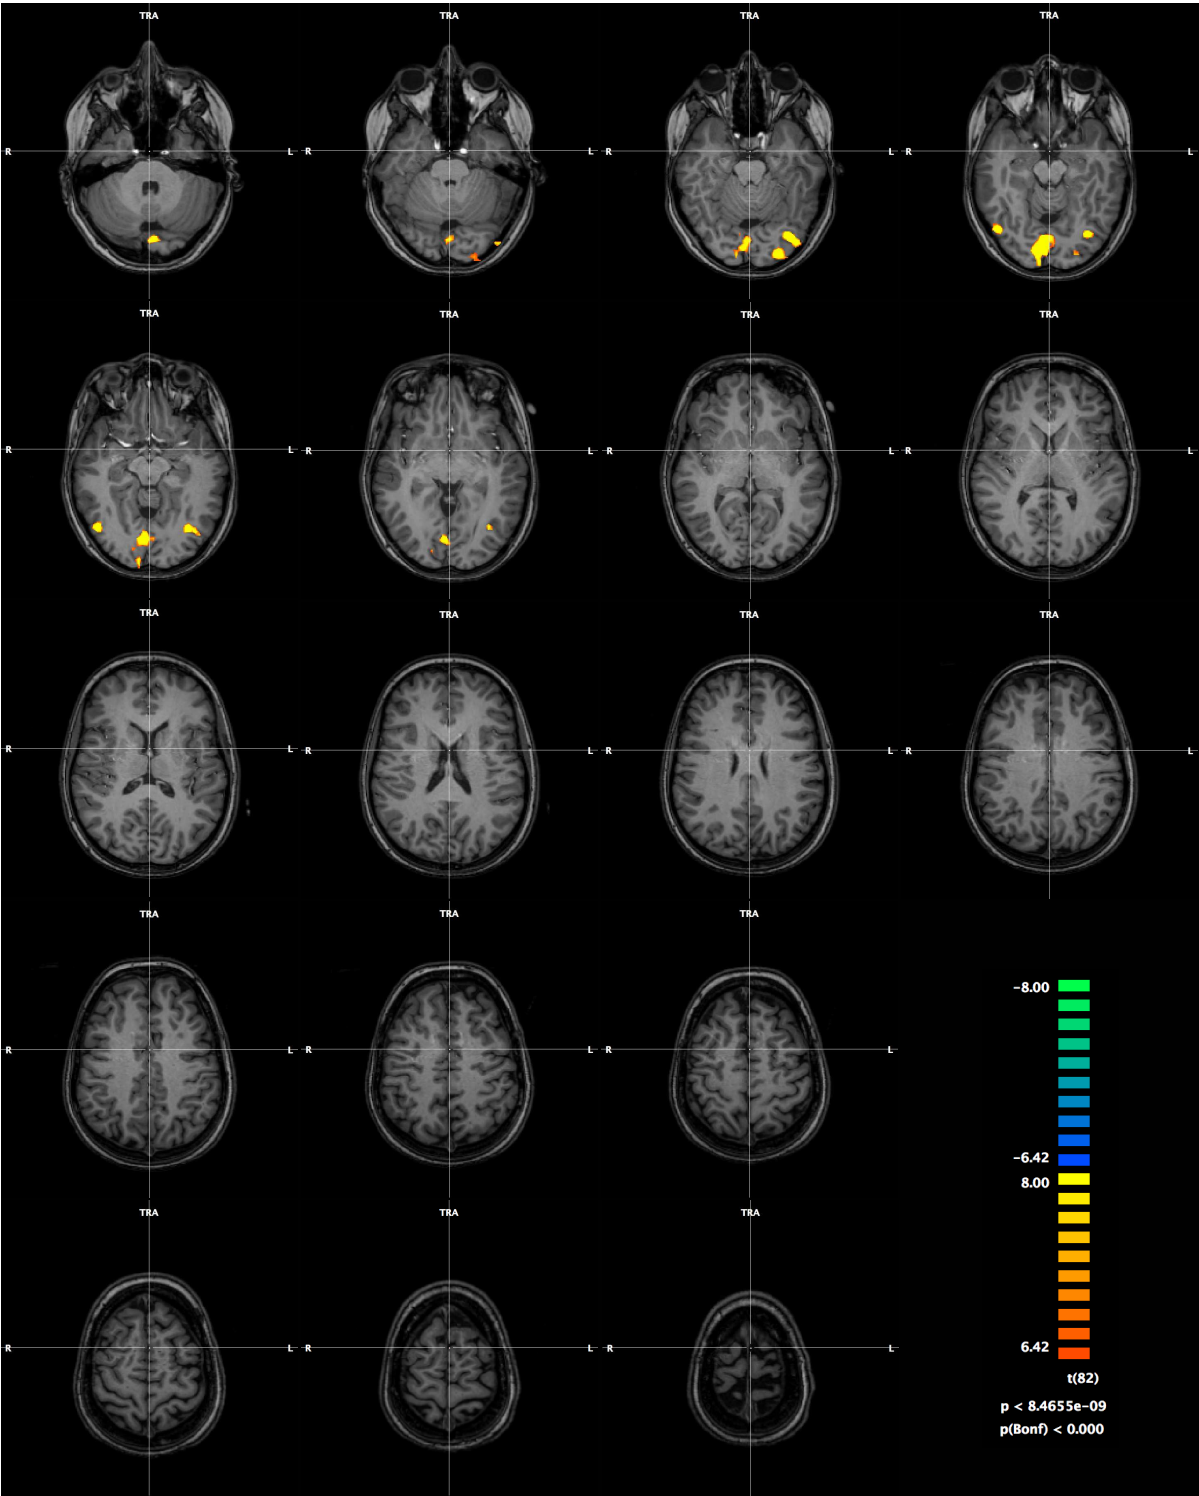 TRA TRA TRA TRA
R L R L R L R L
TRA TRA TRA TRA
R L R L R L R L
TRA TRA TRA TRA
R L R L R L R L
TRA TRA TRA
R L R L R L
−8.00
−6.42
8.00
6.42
t(82)
p < 8.4655e−09
p(Bonf) < 0.000
TRA TRA TRA
R L R L R L